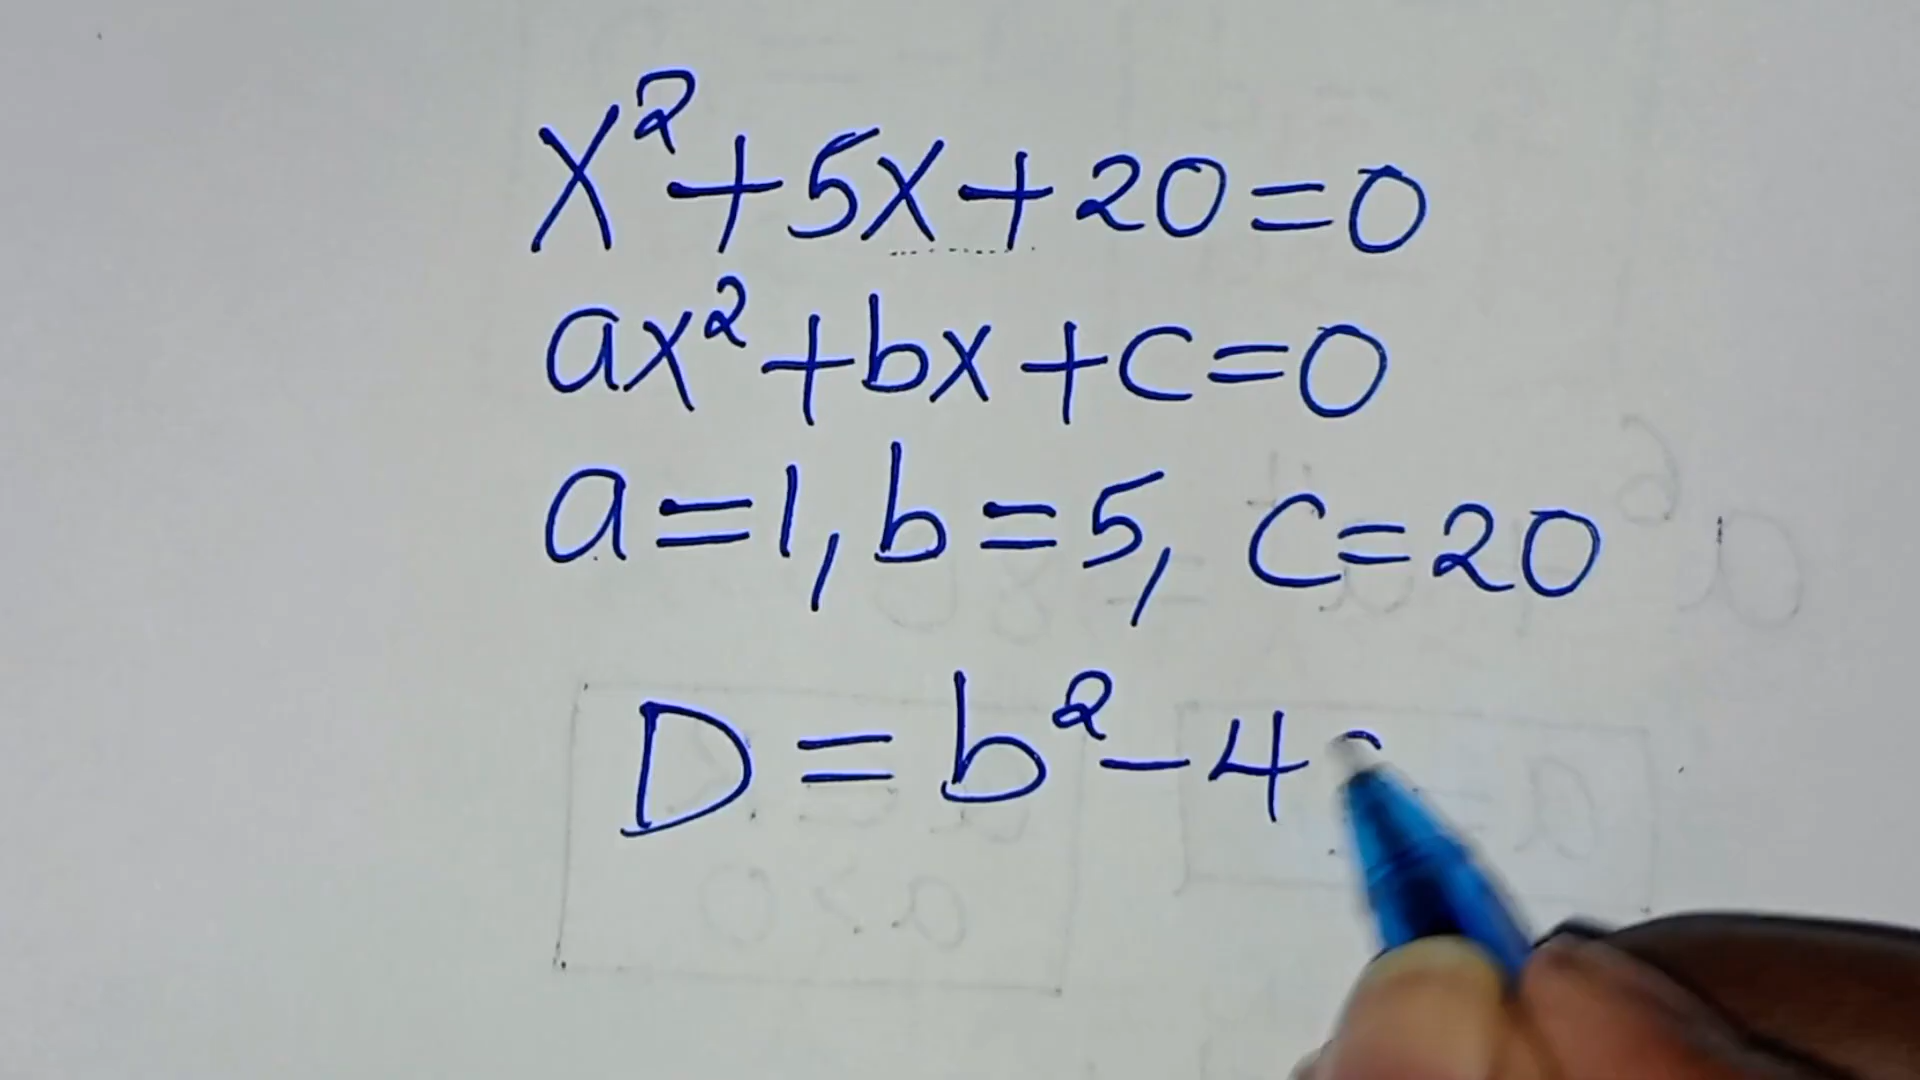 x²+5x+20=0
ax²+bx+c=0
a=1, b=5, c=20
D=b²-4